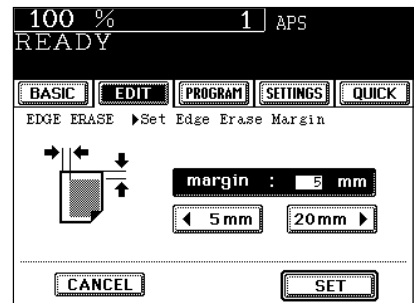 100 % 1 APS
READY
BASIC EDIT PROGRAM SETTINGS QUICK
EDGE ERASE ▶Set Edge Erase Margin
margin : 5 mm
◀ 5mm 20mm ▶
CANCEL SET